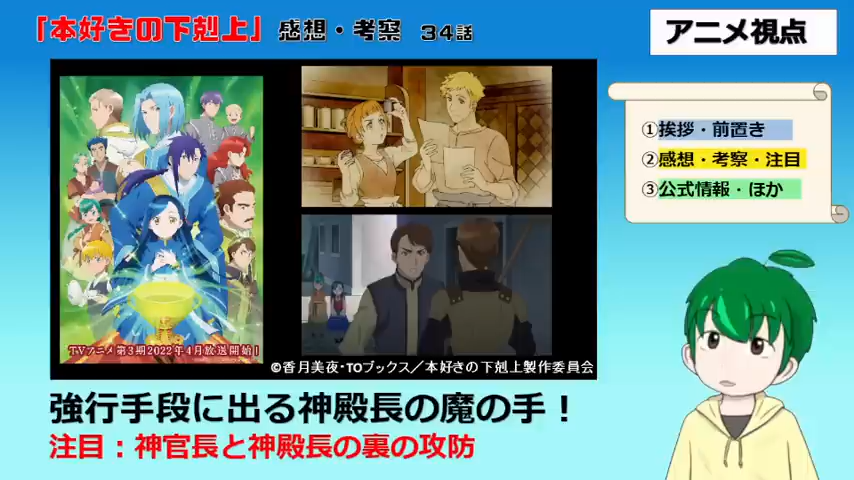 「本好きの下剋上」 感想・考察 34話
アニメ視点
①挨拶・前置き
②感想・考察・注目
③公式情報・ほか
TVアニメ第3期2022年4月放送開始！
©香月美夜・TOブックス／本好きの下剋上製作委員会
強行手段に出る神殿長の魔の手！
注目：神官長と神殿長の裏の攻防